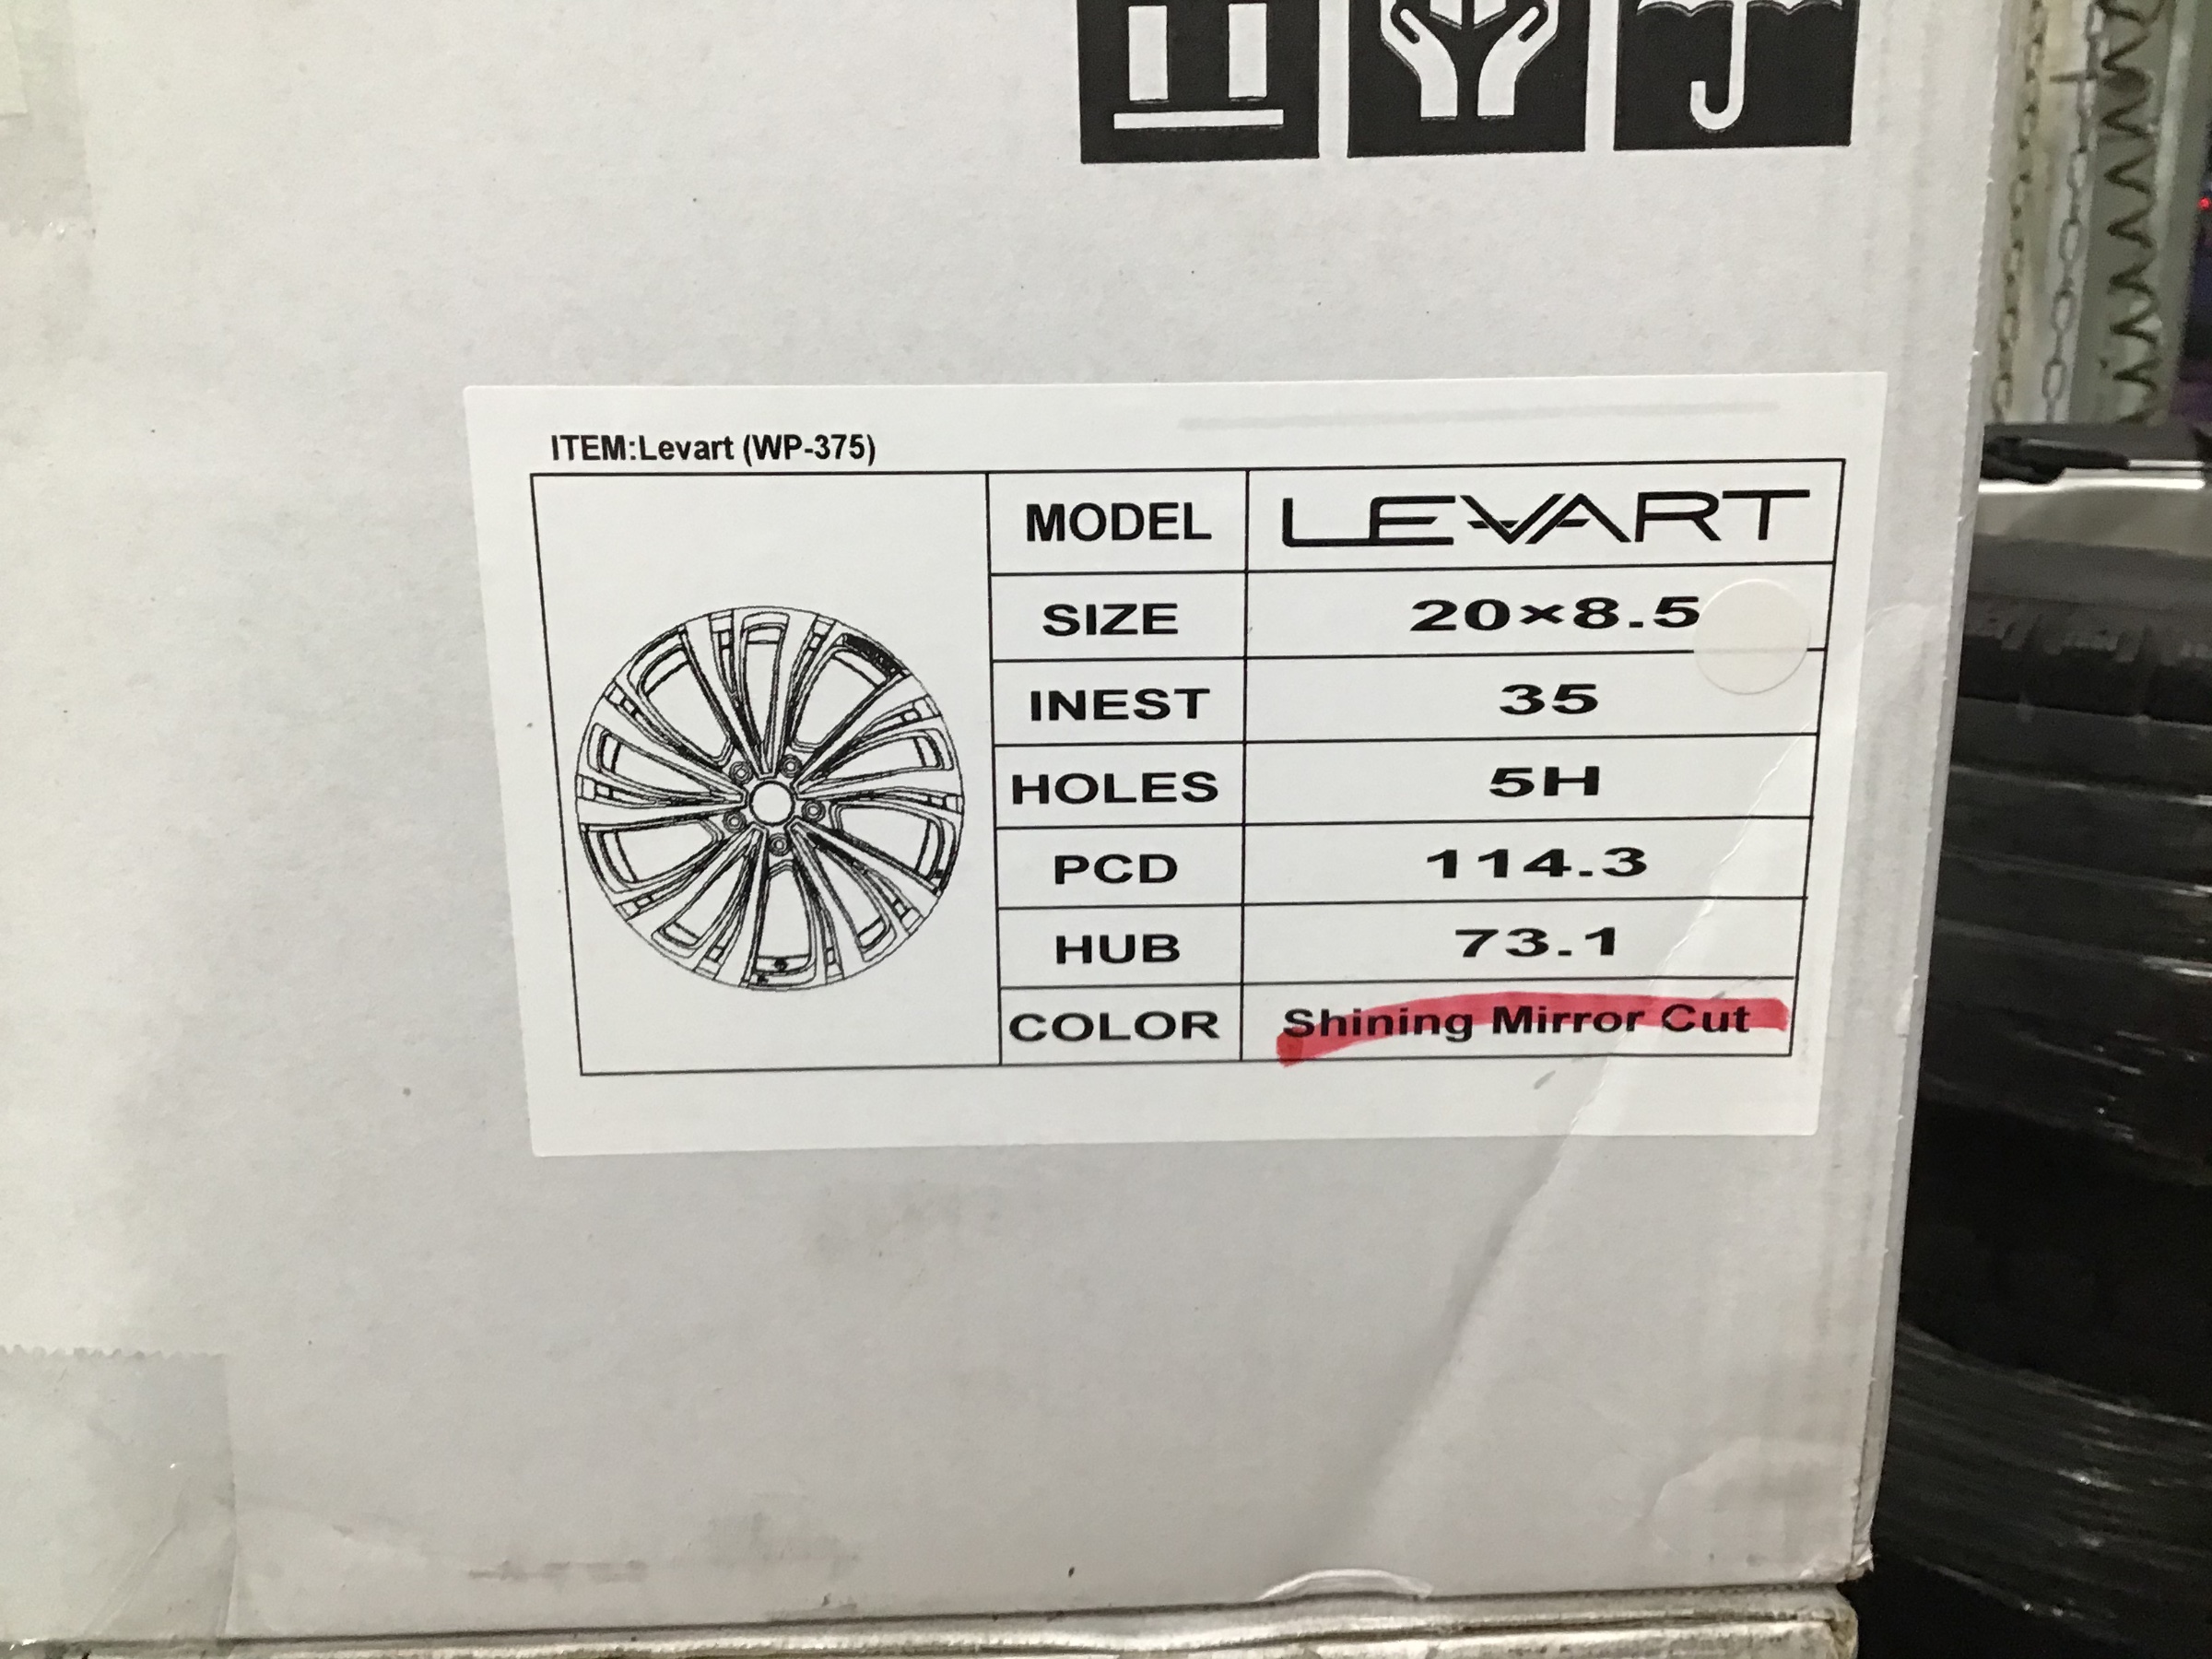 ITEM:Levart (WP-375)
MODEL LEVART
SIZE 20×8.5
INEST 35
HOLES 5H
PCD 114.3
HUB 73.1
COLOR Shining Mirror Cut